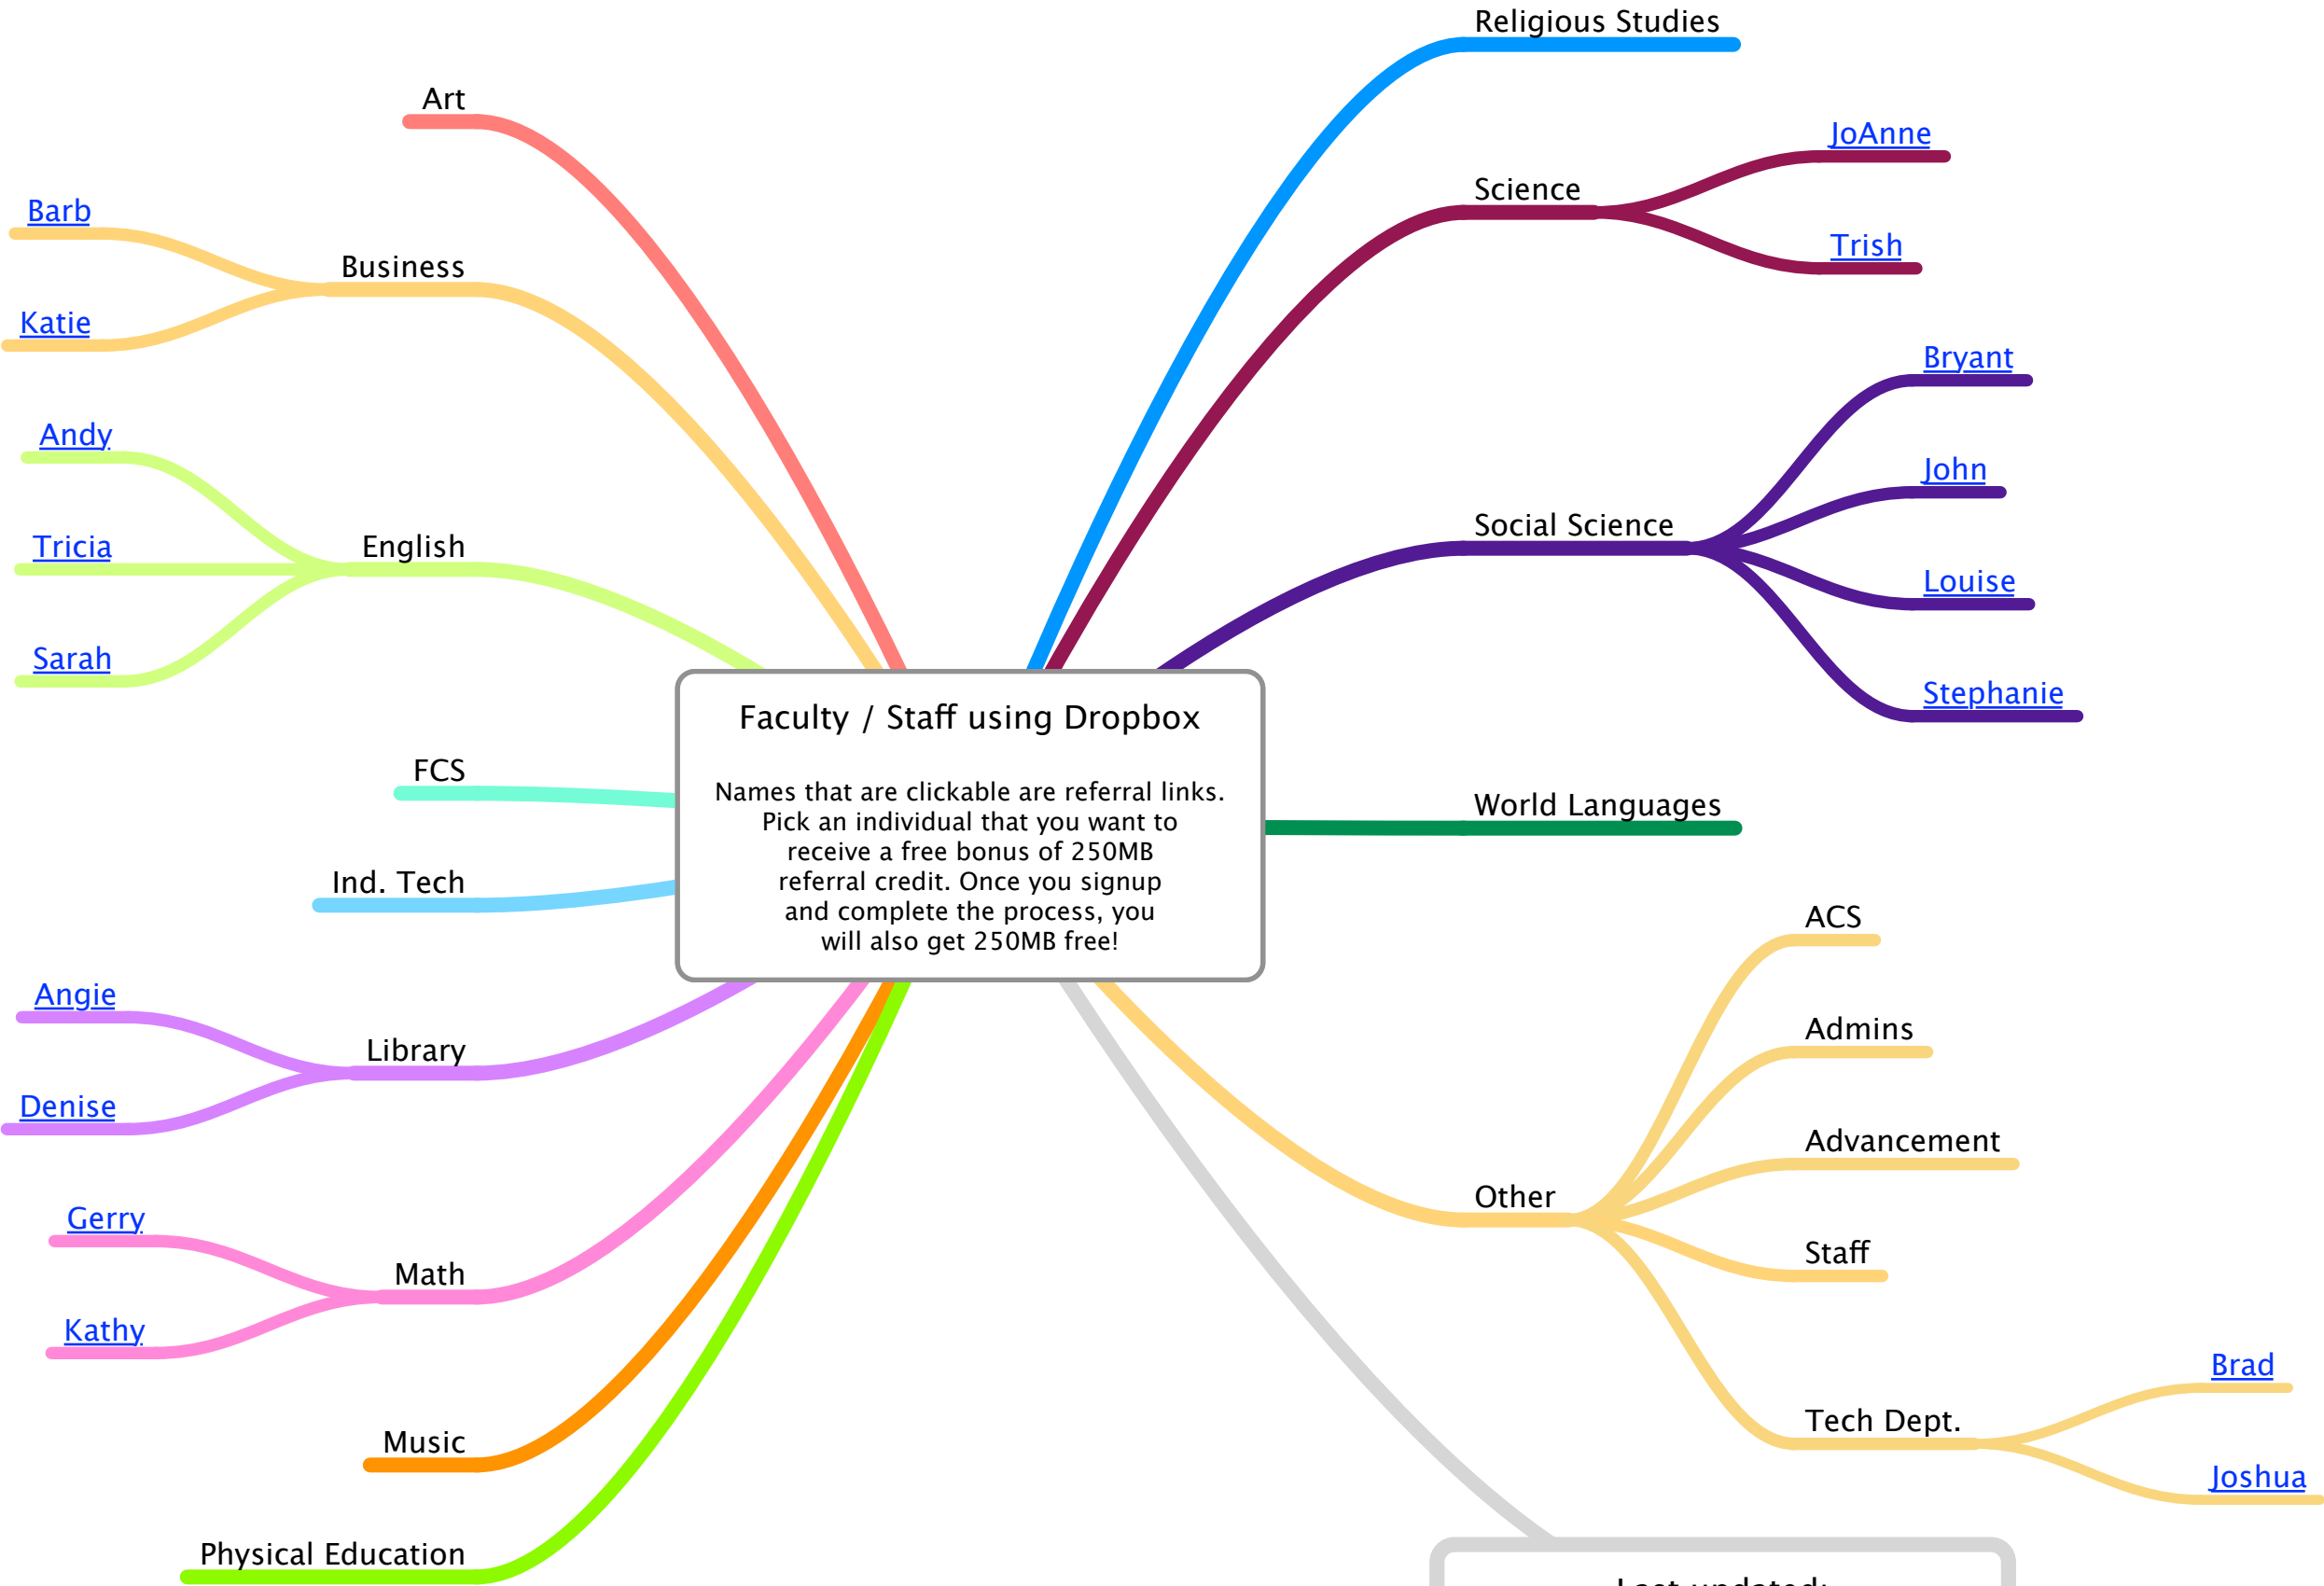 Art
Barb
Business
Katie
Andy
English
Tricia
Sarah
FCS
Ind. Tech
Angie
Library
Denise
Gerry
Math
Kathy
Music
Physical Education
Faculty / Staff using Dropbox
Names that are clickable are referral links.
Pick an individual that you want to
receive a free bonus of 250MB
referral credit. Once you signup
and complete the process, you
will also get 250MB free!
Religious Studies
Science
JoAnne
Trish
Social Science
Bryant
John
Louise
Stephanie
World Languages
Other
ACS
Admins
Advancement
Staff
Tech Dept.
Brad
Joshua
Last updated: